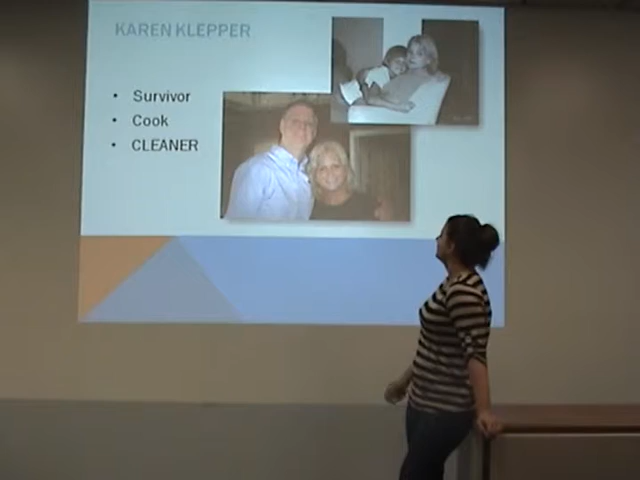 KAREN KLEPPER
• Survivor
• Cook
• CLEANER